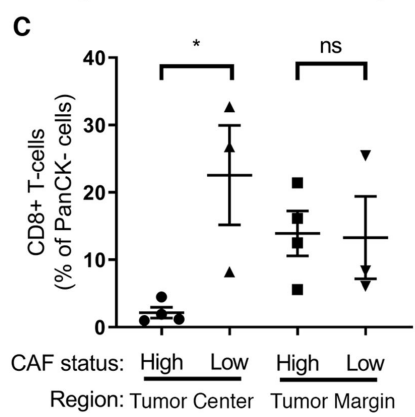 C
* ns
40
30
20
10
0
CD8+ T-cells
(% of PanCK- cells)
CAF status: High Low High Low
Region: Tumor Center Tumor Margin